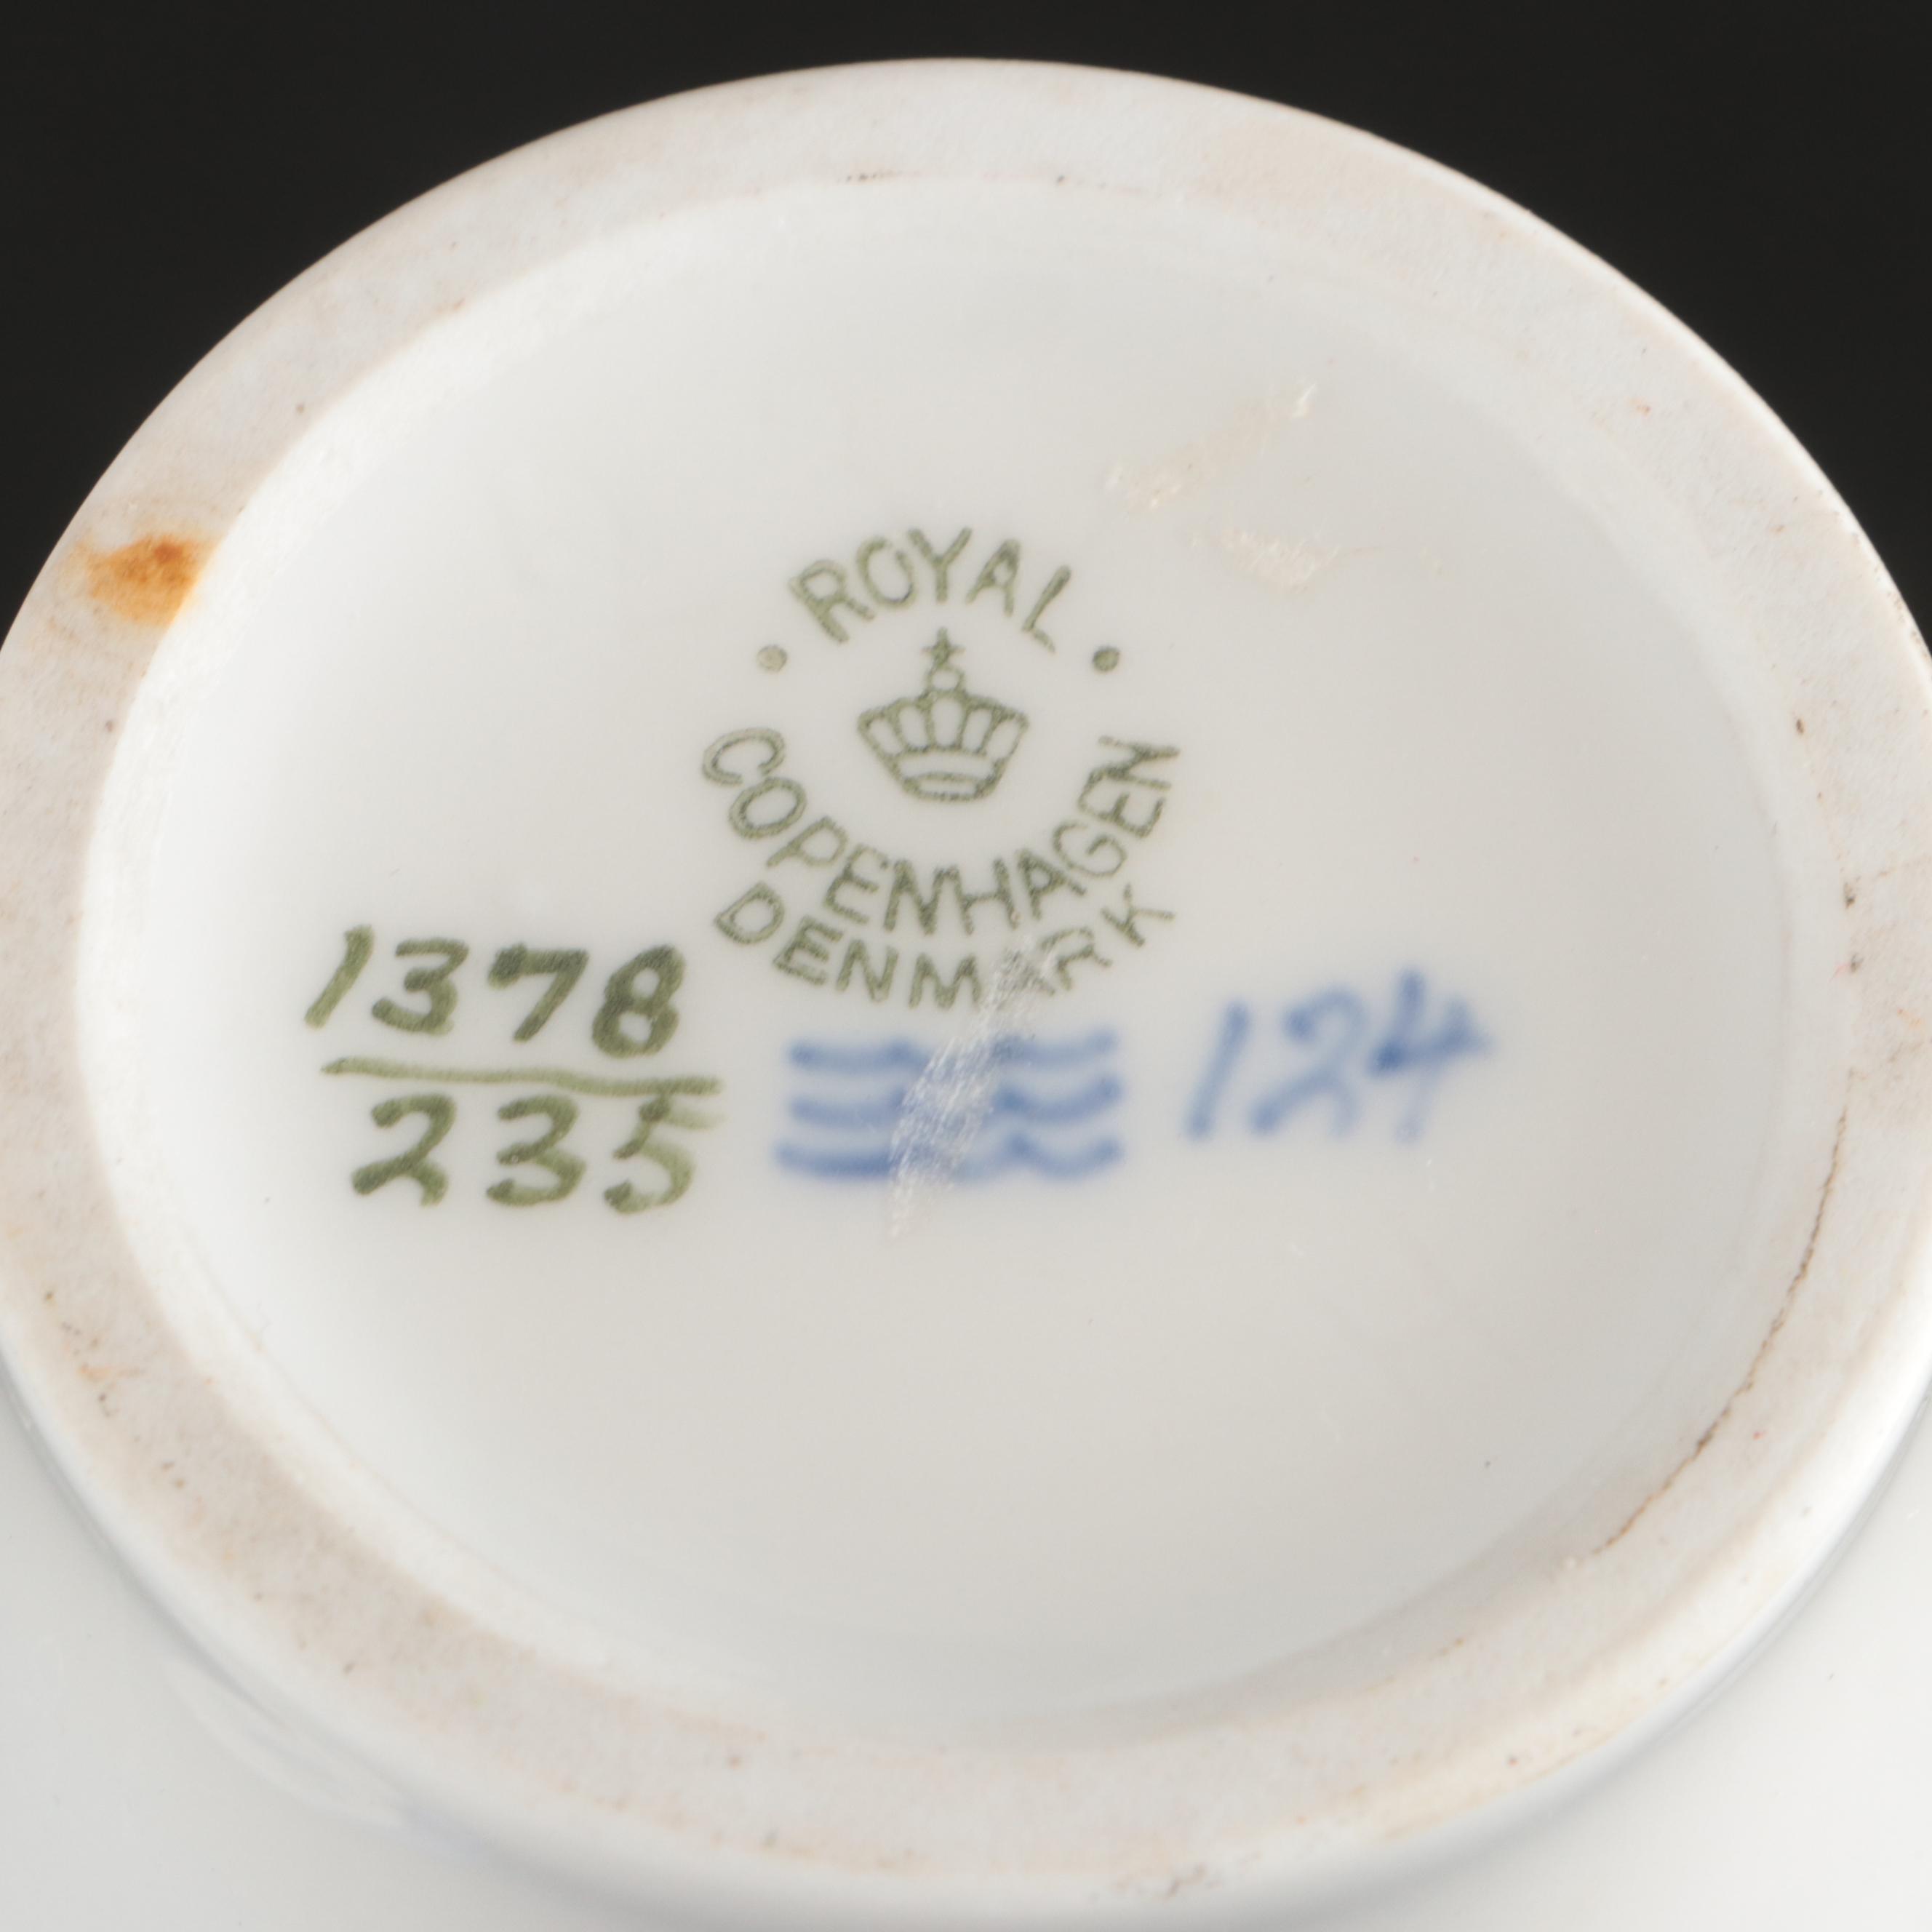 ROYAL
COPENHAGEN
DENMARK
1378
235
124